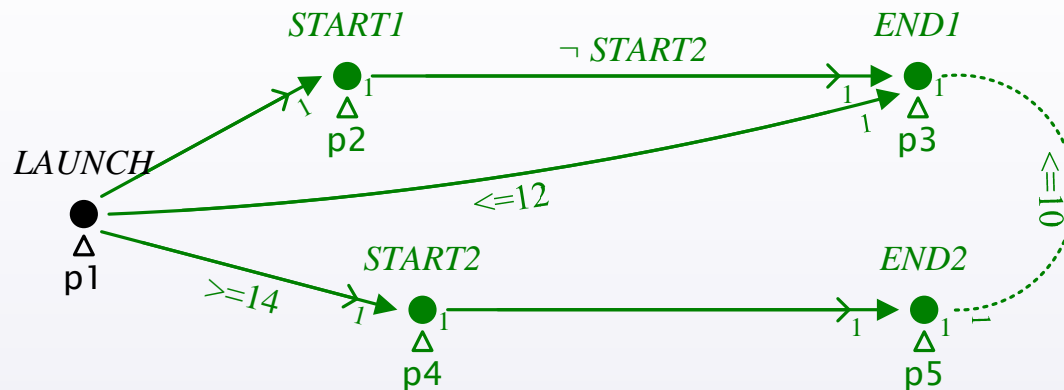 START1
¬ START2
END1
1
1
1
1
1
p2
p3
LAUNCH
<=12
<=10
p1
START2
END2
>=14
1
1
1
1
1
p4
p5